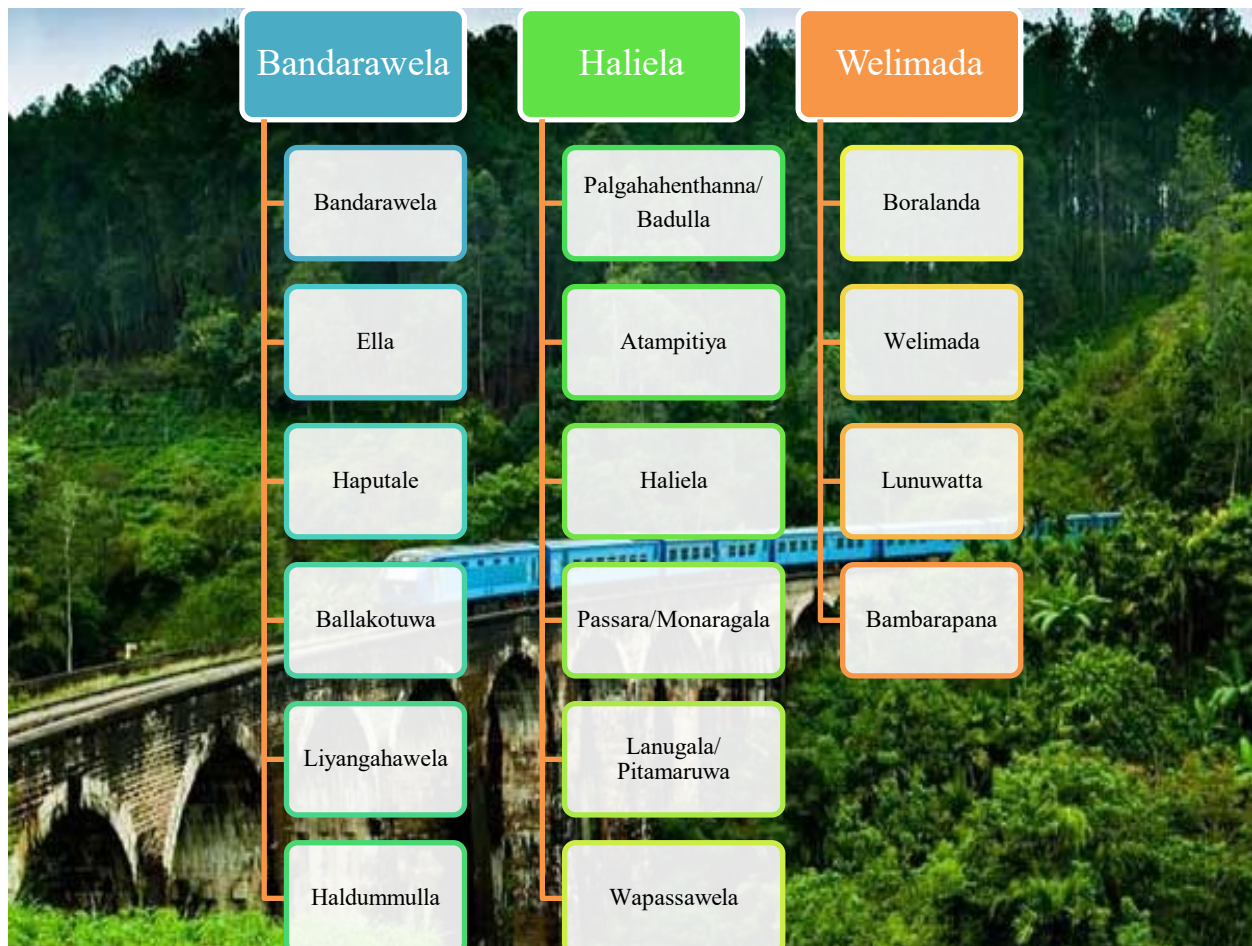 Bandarawela
Bandarawela
Ella
Haputale
Ballakotuwa
Liyangahawela
Haldummulla
Haliela
Palgahahenthanna/
Badulla
Atampitiya
Haliela
Passara/Monaragala
Lanugala/
Pitamaruwa
Wapassawela
Welimada
Boralanda
Welimada
Lunuwatta
Bambarapana